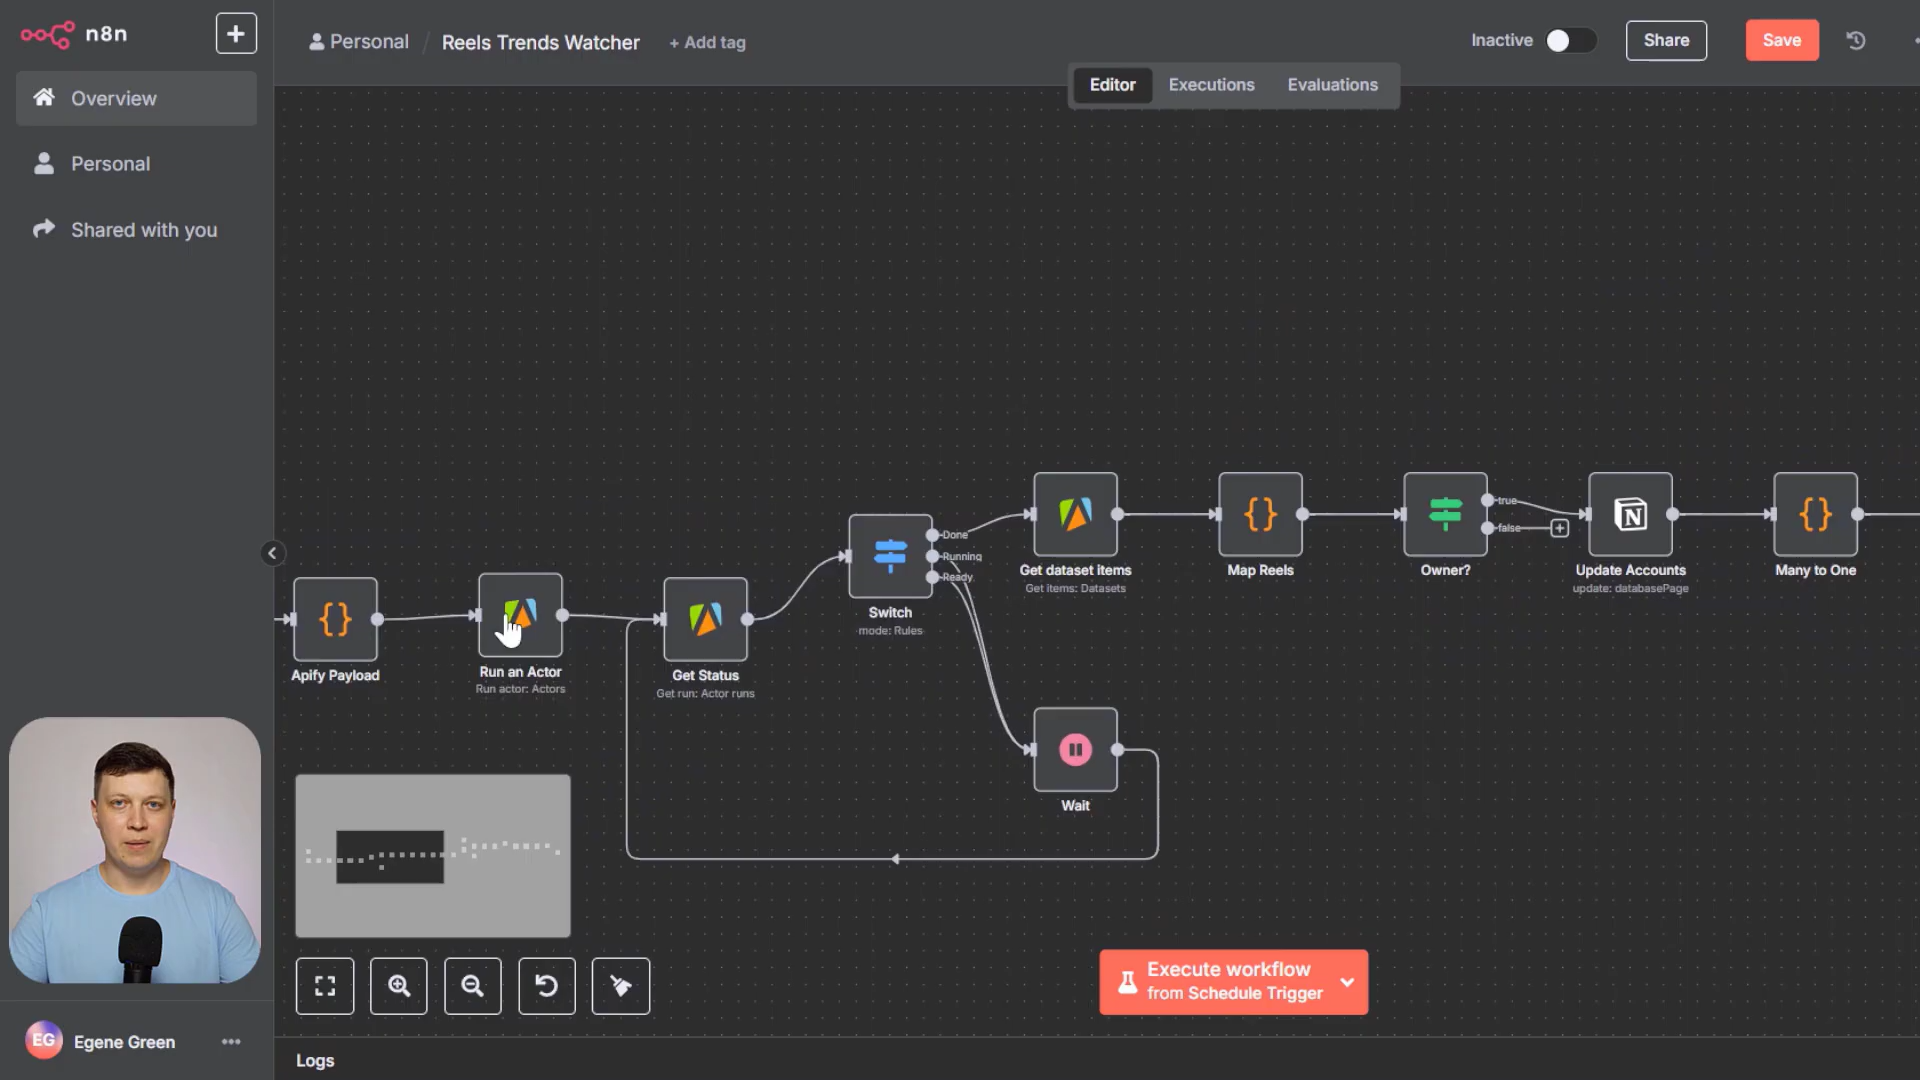 n8n
Overview
Personal
Shared with you
Personal / Reels Trends Watcher + Add tag
Inactive
Share
Save
Editor
Executions
Evaluations
Apify Payload
Run an Actor
Run actor: Actors
Get Status
Get run: Actor runs
Switch
mode: Rules
Done
Running
Ready
Get dataset items
Get items: Datasets
Map Reels
Owner?
true
false
Update Accounts
update: databasePage
Many to One
Wait
Execute workflow
from Schedule Trigger
EG
Egene Green
Logs